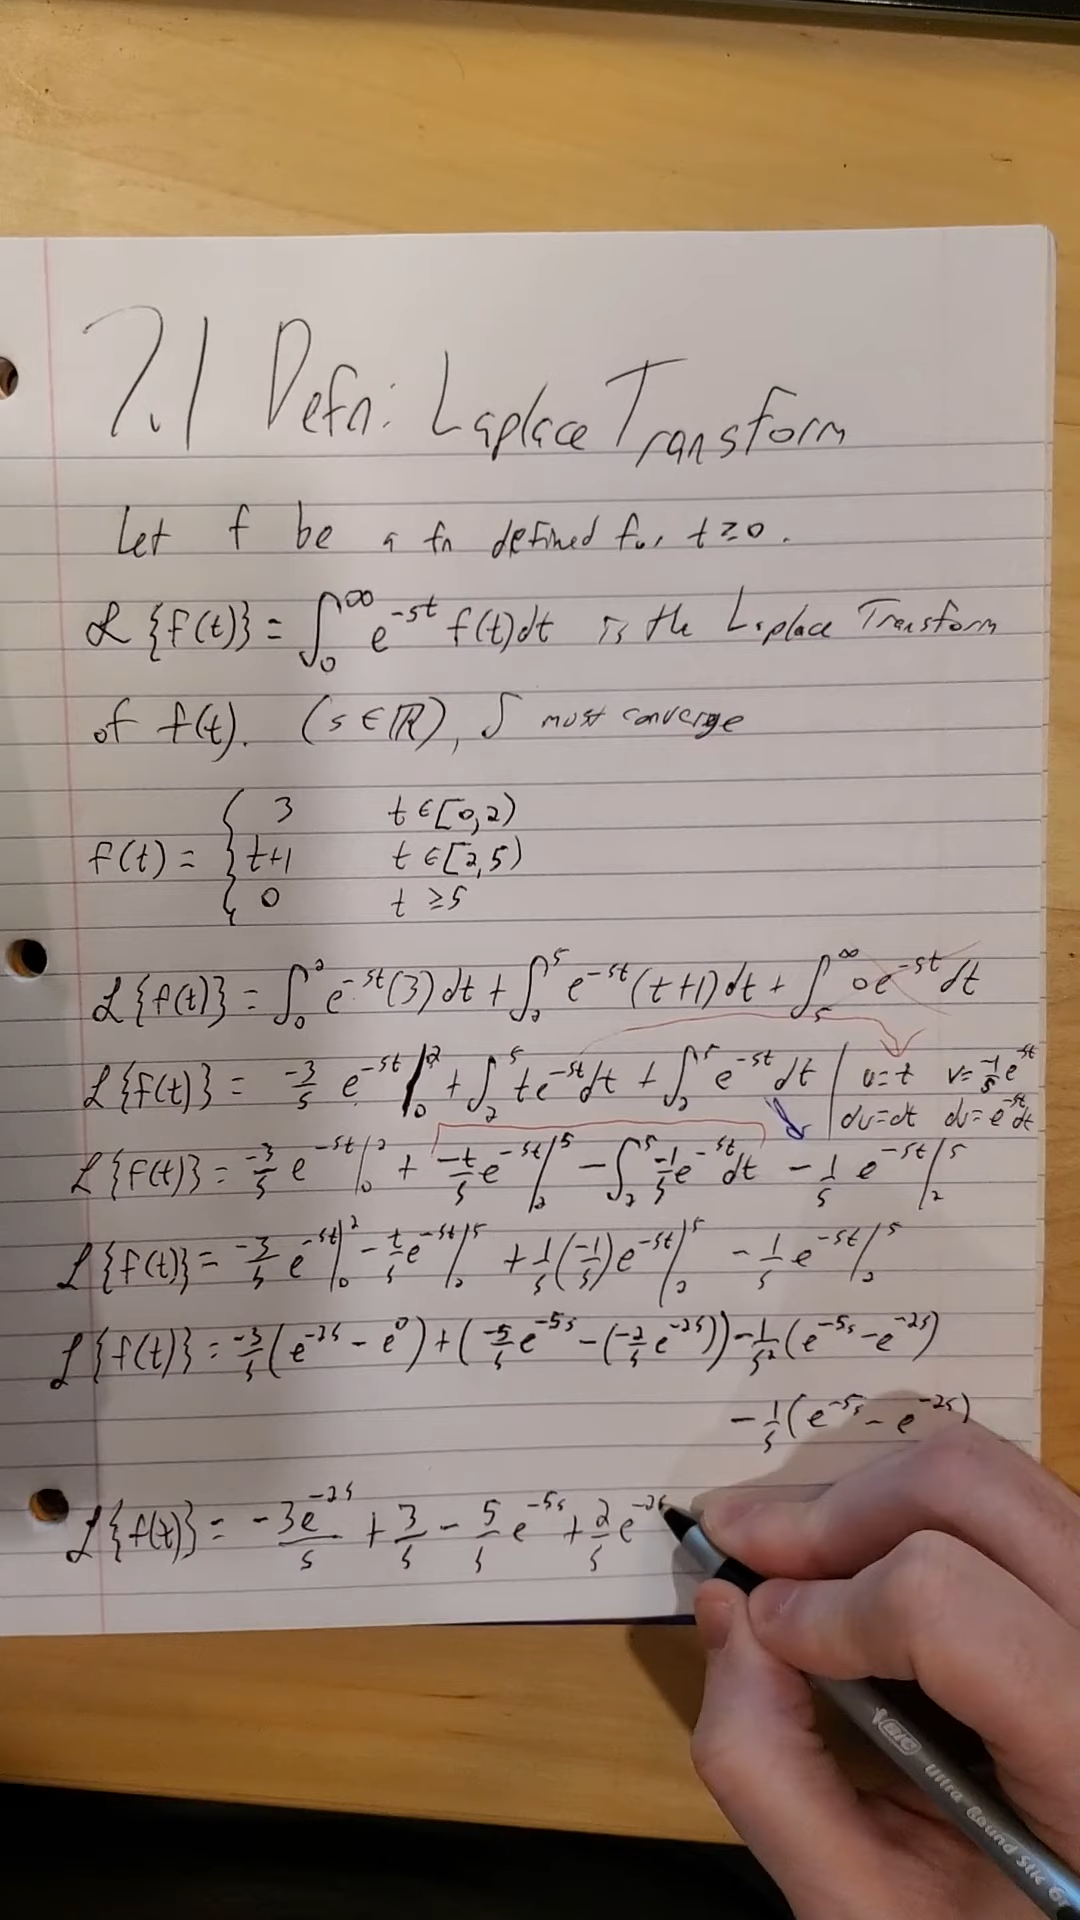 7.1 Defn: Laplace Transform
Let f be a fn defined for t ≥ 0.
ℒ{f(t)} = ∫₀^∞ e^{-st} f(t)dt is the Laplace Transform
of f(t). (s ∈ ℝ), ∫ must converge
f(t) = { 3 t ∈ [0,2)
t+1 t ∈ [2,5)
0 t ≥ 5
ℒ{f(t)} = ∫₀² e^{-st}(3)dt + ∫₂⁵ e^{-st}(t+1)dt + ∫₅^∞ 0e^{-st}dt
ℒ{f(t)} = -3/s e^{-st}|₀² + ∫₂⁵ te^{-st}dt + ∫₂⁵ e^{-st}dt | u=t v=-1/s e^{-st}
du=dt dv=e^{-st}dt
ℒ{f(t)} = -3/s e^{-st}|₀² + -t/s e^{-st}|₂⁵ - ∫₂⁵ -1/s e^{-st}dt - 1/s e^{-st}|₂⁵
ℒ{f(t)} = -3/s e^{-st}|₀² - t/s e^{-st}|₂⁵ + 1/s(-1/s)e^{-st}|₂⁵ - 1/s e^{-st}|₂⁵
ℒ{f(t)} = -3/s(e^{-2s} - e⁰) + (-5/s e^{-5s} - (-2/s e^{-2s})) - 1/s²(e^{-5s} - e^{-2s})
- 1/s(e^{-5s} - e^{-2s})
ℒ{f(t)} = -3e^{-2s}/s + 3/s - 5/s e^{-5s} + 2/s e^{-2s}
BIC Ultra Round Stic Gr